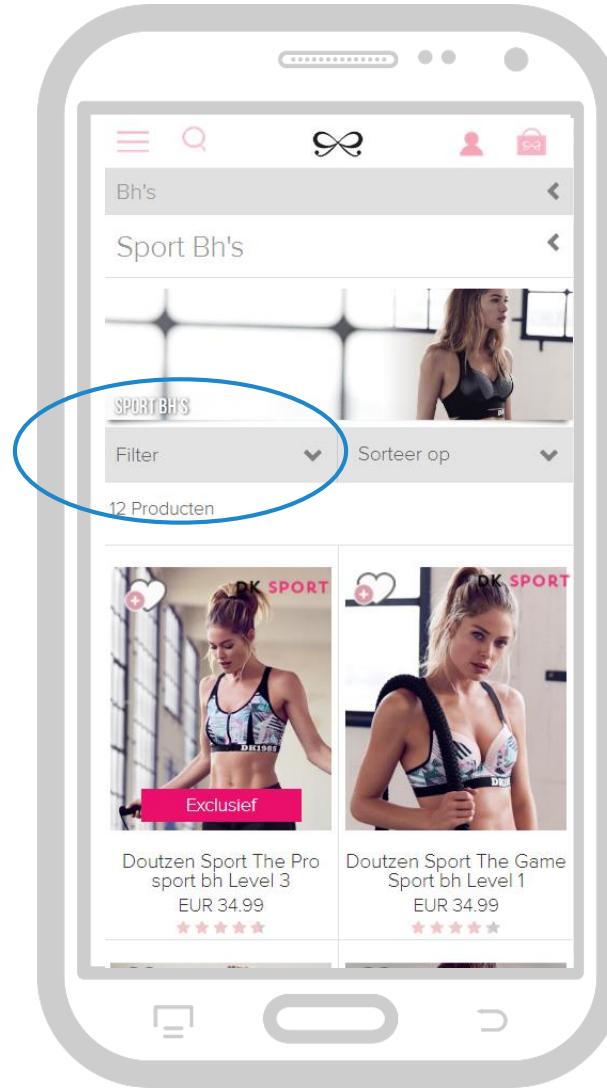 Bh's
Sport Bh's
SPORT BH'S
Filter
Sorteer op
12 Producten
DK SPORT
DK SPORT
DK1985
Exclusief
Doutzen Sport The Pro
sport bh Level 3
EUR 34.99
Doutzen Sport The Game
Sport bh Level 1
EUR 34.99